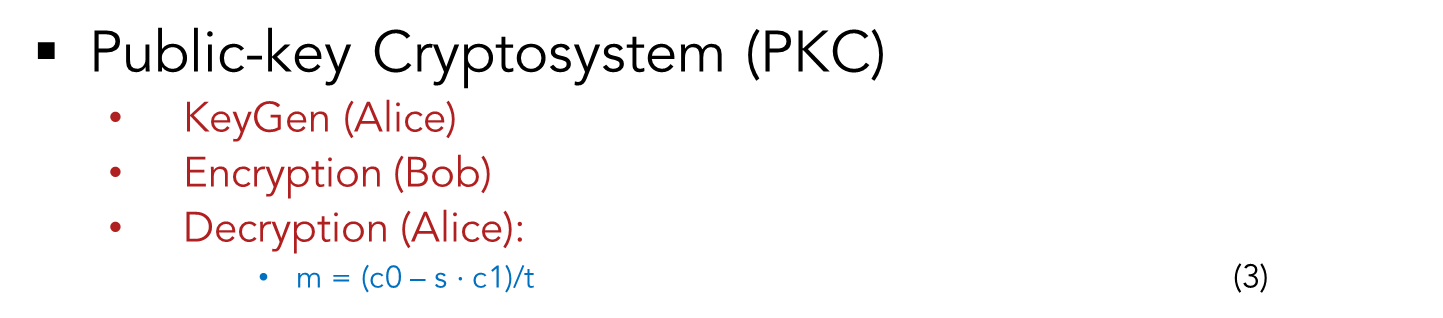 ▪ Public-key Cryptosystem (PKC)
• KeyGen (Alice)
• Encryption (Bob)
• Decryption (Alice):
• m = (c0 – s · c1)/t (3)